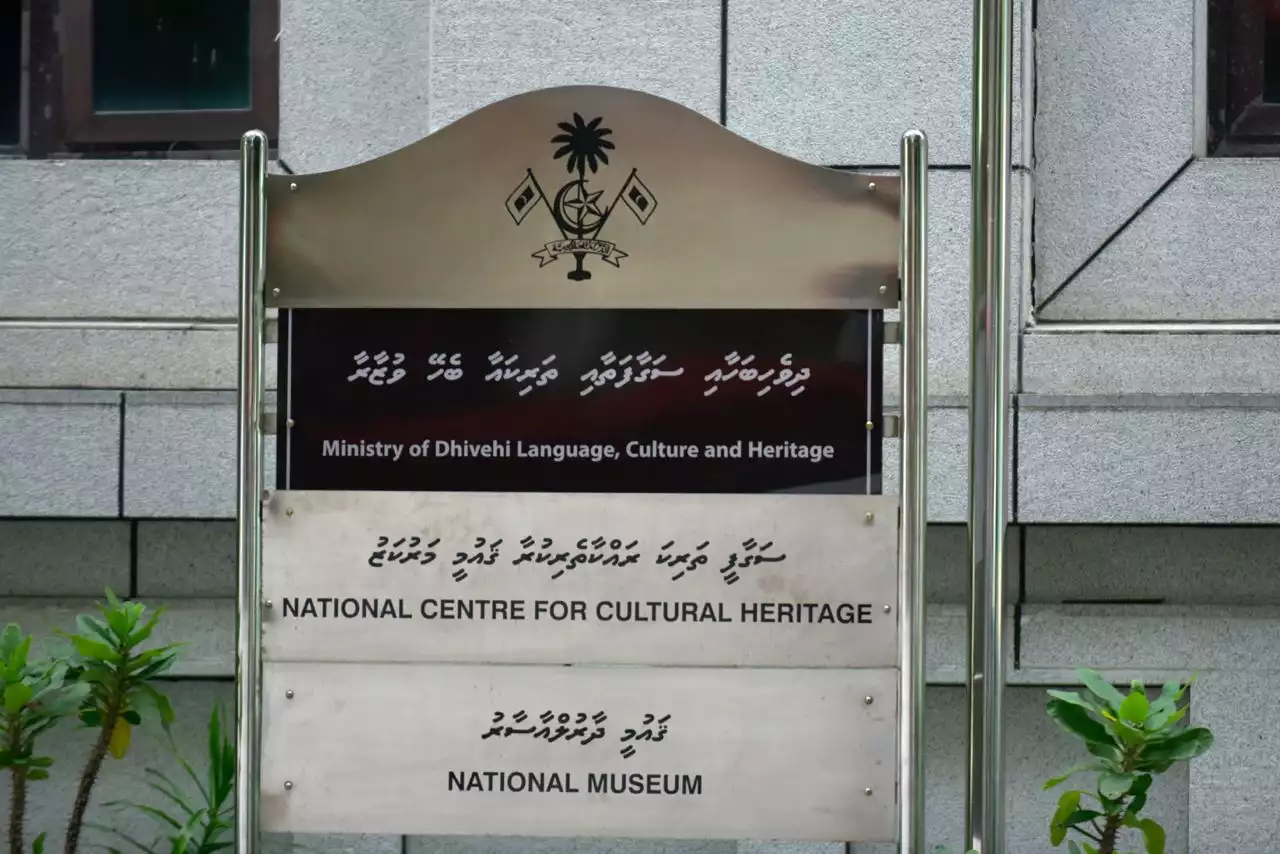 ދިވެހިބަހާއި ސަގާފަތާއި ތަރިކައާ ބެހޭ ވުޒާރާ
Ministry of Dhivehi Language, Culture and Heritage
ސަގާފީ ތަރިކަ ރައްކާތެރިކުރާ ޤައުމީ މަރުކަޒު
NATIONAL CENTRE FOR CULTURAL HERITAGE
ޤައުމީ ދާރުލްއާސާރު
NATIONAL MUSEUM